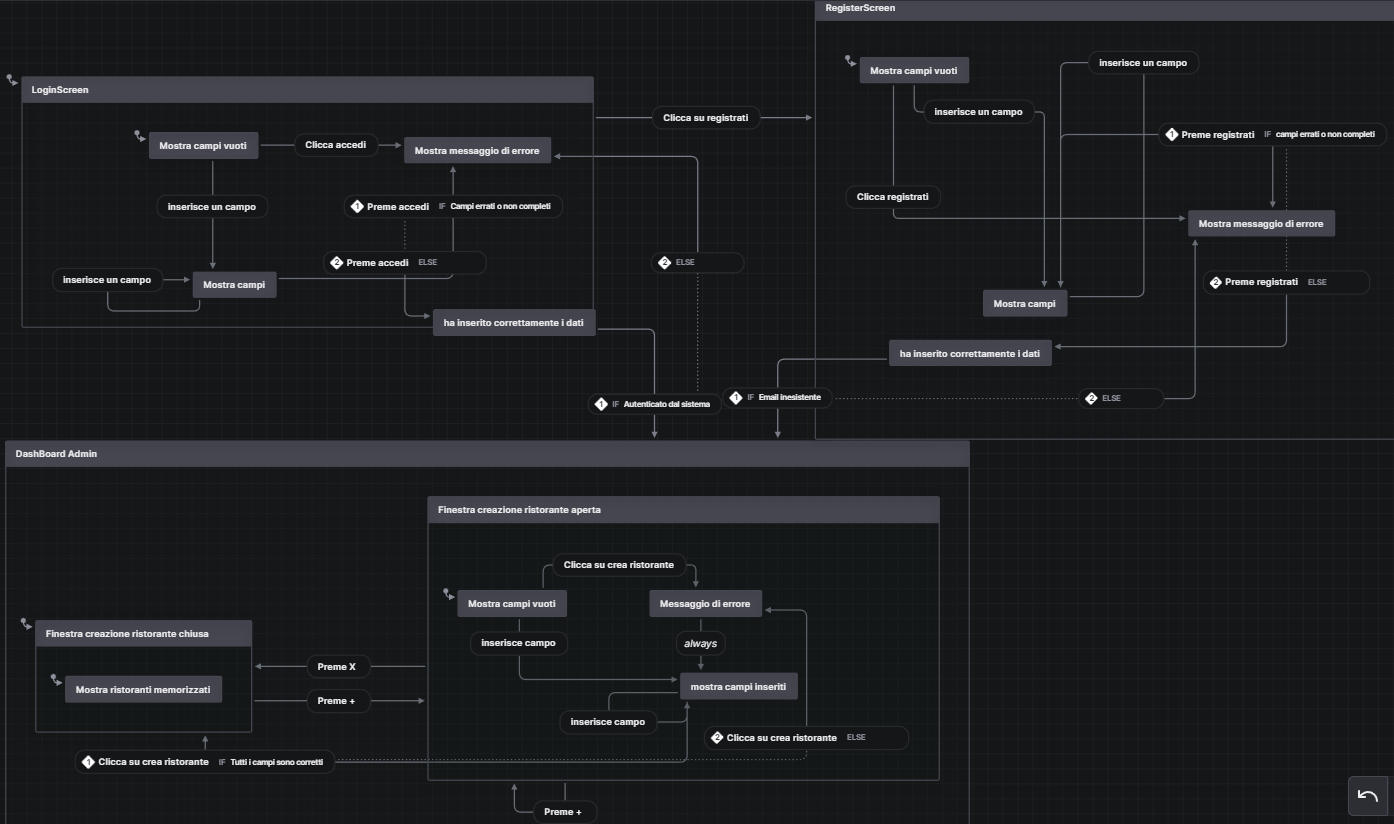 RegisterScreen
inserisce un campo
Mostra campi vuoti
LoginScreen
inserisce un campo
Clicca su registrati
1 Preme registrati IF campi errati o non completi
Mostra campi vuoti
Clicca accedi
Mostra messaggio di errore
Clicca registrati
inserisce un campo
1 Preme accedi IF Campi errati o non completi
Mostra messaggio di errore
2 Preme accedi ELSE
2 ELSE
inserisce un campo
Mostra campi
2 Preme registrati ELSE
Mostra campi
ha inserito correttamente i dati
ha inserito correttamente i dati
1 IF Autenticato dal sistema
1 IF Email inesistente
2 ELSE
DashBoard Admin
Finestra creazione ristorante aperta
Clicca su crea ristorante
Mostra campi vuoti
Messaggio di errore
Finestra creazione ristorante chiusa
inserisce campo
always
Preme X
Mostra ristoranti memorizzati
mostra campi inseriti
Preme +
inserisce campo
2 Clicca su crea ristorante ELSE
1 Clicca su crea ristorante IF Tutti i campi sono corretti
Preme +